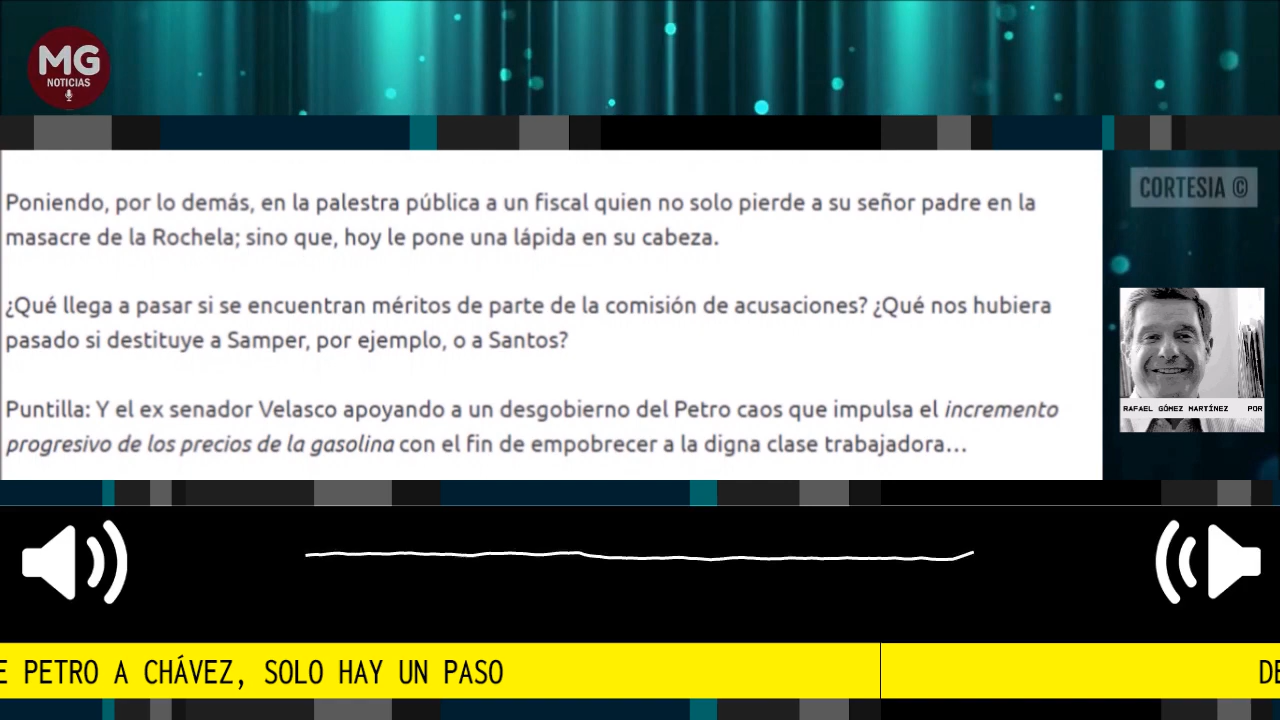 MG
NOTICIAS
CORTESIA ©
Poniendo, por lo demás, en la palestra pública a un fiscal quien no solo pierde a su señor padre en la
masacre de la Rochela; sino que, hoy le pone una lápida en su cabeza.
¿Qué llega a pasar si se encuentran méritos de parte de la comisión de acusaciones? ¿Qué nos hubiera
pasado si destituye a Samper, por ejemplo, o a Santos?
Puntilla: Y el ex senador Velasco apoyando a un desgobierno del Petro caos que impulsa el incremento
progresivo de los precios de la gasolina con el fin de empobrecer a la digna clase trabajadora...
RAFAEL GÓMEZ MARTÍNEZ POR
E PETRO A CHÁVEZ, SOLO HAY UN PASO DE